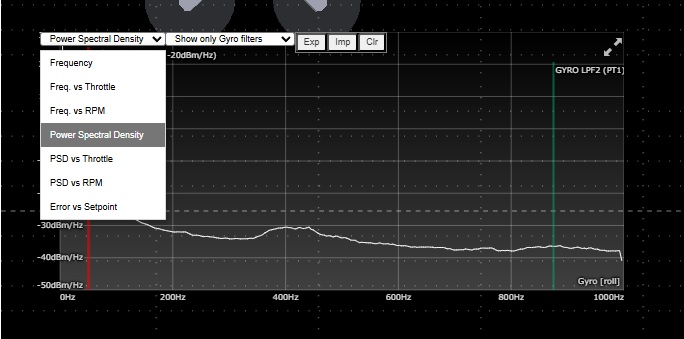 Power Spectral Density
Show only Gyro filters
Exp
Imp
Clr
-20dBm/Hz)
Frequency
Freq. vs Throttle
Freq. vs RPM
Power Spectral Density
PSD vs Throttle
PSD vs RPM
Error vs Setpoint
GYRO LPF2 (PT1)
-30dBm/Hz
-40dBm/Hz
-50dBm/Hz
Gyro [roll]
0Hz
200Hz
400Hz
600Hz
800Hz
1000Hz